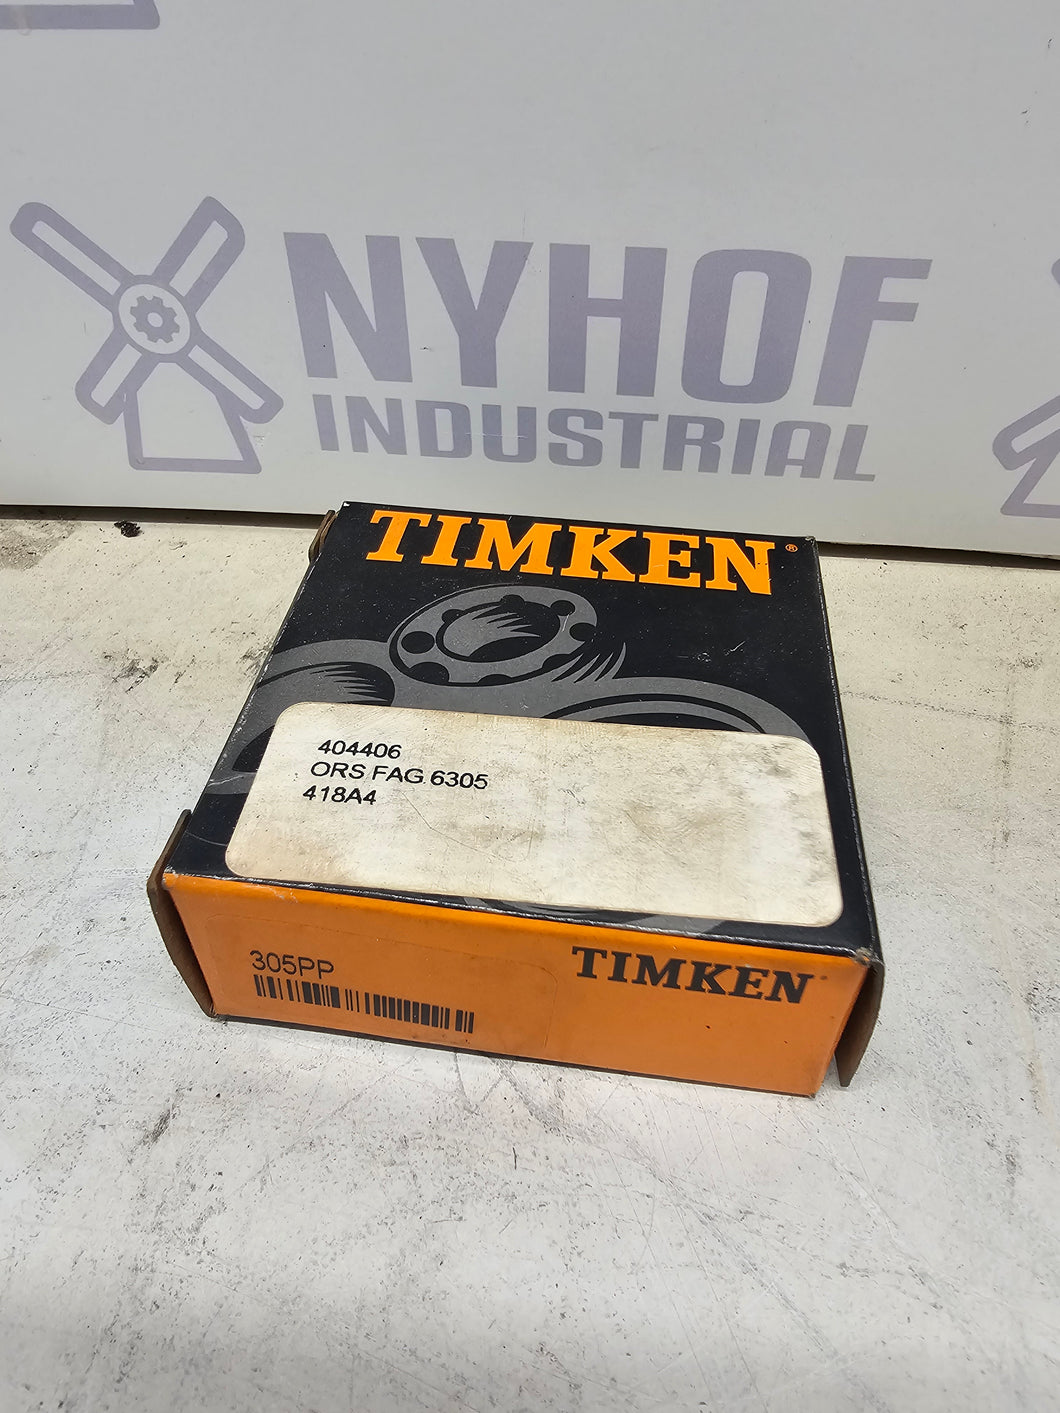 NYHOF
INDUSTRIAL
TIMKEN®
404406
ORS FAG 6305
418A4
305PP
TIMKEN